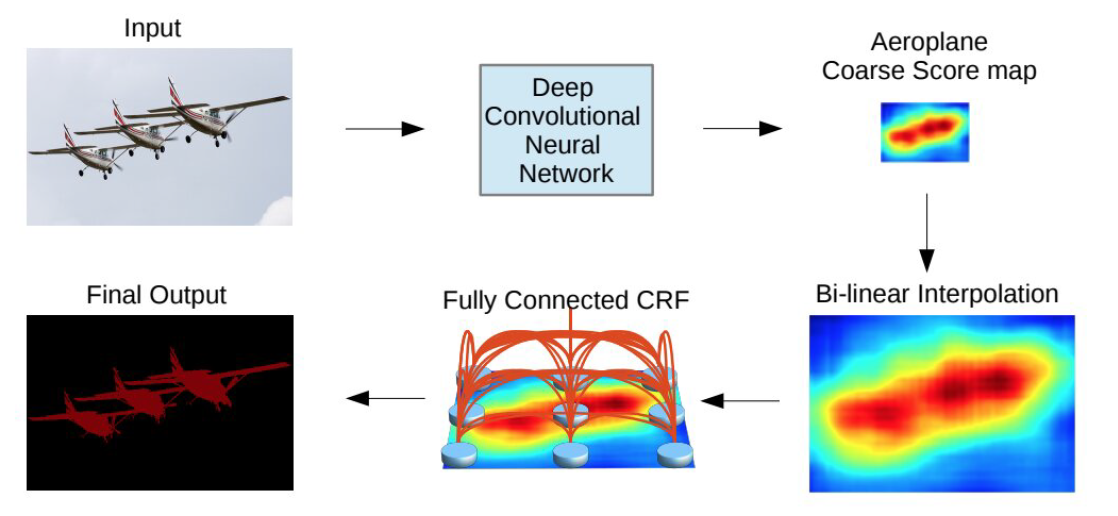 Input
Deep
Convolutional
Neural
Network
Aeroplane
Coarse Score map
Final Output
Fully Connected CRF
Bi-linear Interpolation